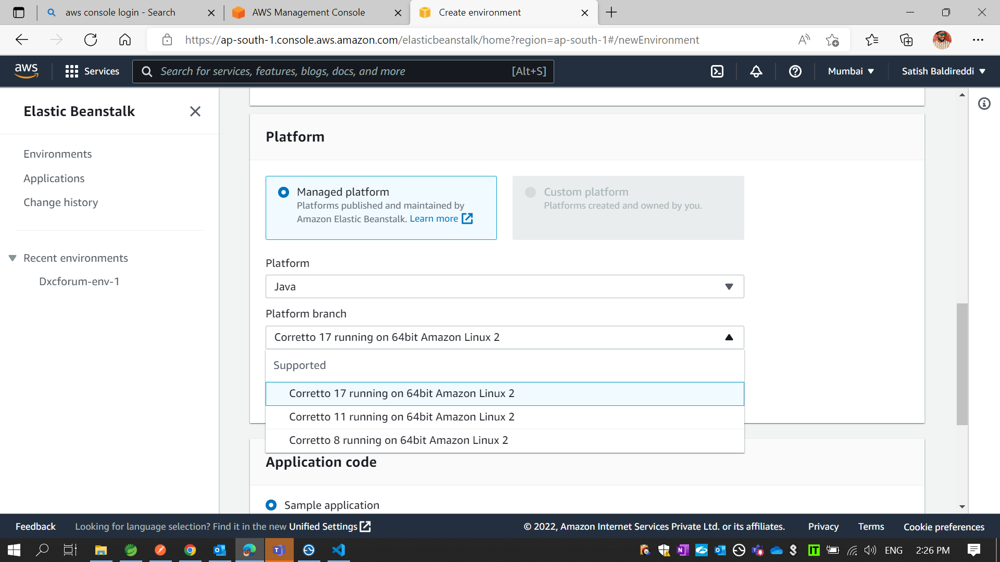 aws console login - Search
AWS Management Console
Create environment
https://ap-south-1.console.aws.amazon.com/elasticbeanstalk/home?region=ap-south-1#/newEnvironment
aws
Services
Search for services, features, blogs, docs, and more
[Alt+S]
Mumbai
Satish Baldireddi
Elastic Beanstalk
Environments
Applications
Change history
Recent environments
Dxcforum-env-1
Platform
Managed platform
Platforms published and maintained by
Amazon Elastic Beanstalk. Learn more
Custom platform
Platforms created and owned by you.
Platform
Java
Platform branch
Corretto 17 running on 64bit Amazon Linux 2
Supported
Corretto 17 running on 64bit Amazon Linux 2
Corretto 11 running on 64bit Amazon Linux 2
Corretto 8 running on 64bit Amazon Linux 2
Application code
Sample application
Feedback
Looking for language selection? Find it in the new Unified Settings
© 2022, Amazon Internet Services Private Ltd. or its affiliates.
Privacy
Terms
Cookie preferences
ENG
2:26 PM